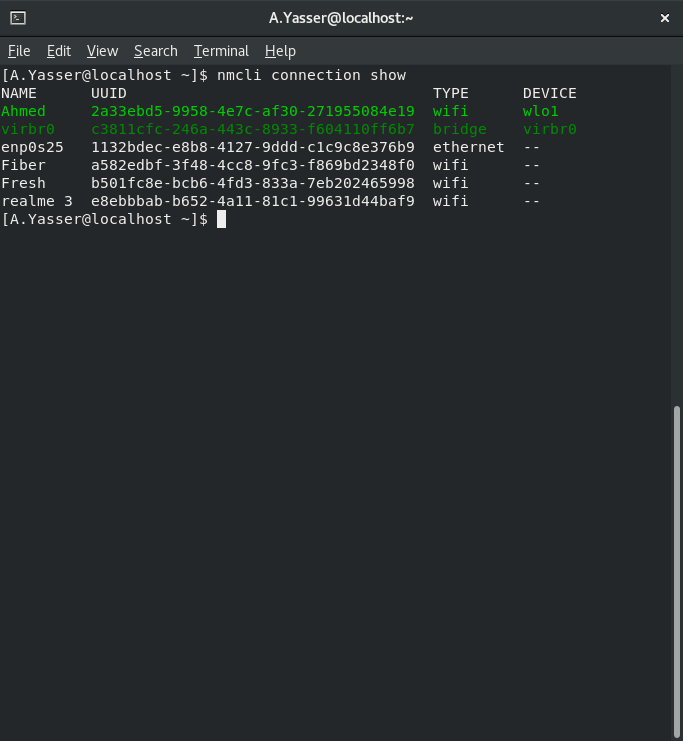 A.Yasser@localhost:~
File Edit View Search Terminal Help
[A.Yasser@localhost ~]$ nmcli connection show
NAME      UUID                                  TYPE      DEVICE
Ahmed     2a33ebd5-9958-4e7c-af30-271955084e19  wifi      wlo1
virbr0    c3811cfc-246a-443c-8933-f604110ff6b7  bridge    virbr0
enp0s25   1132bdec-e8b8-4127-9ddd-c1c9c8e376b9  ethernet  --
Fiber     a582edbf-3f48-4cc8-9fc3-f869bd2348f0  wifi      --
Fresh     b501fc8e-bcb6-4fd3-833a-7eb202465998  wifi      --
realme 3  e8ebbbab-b652-4a11-81c1-99631d44baf9  wifi      --
[A.Yasser@localhost ~]$